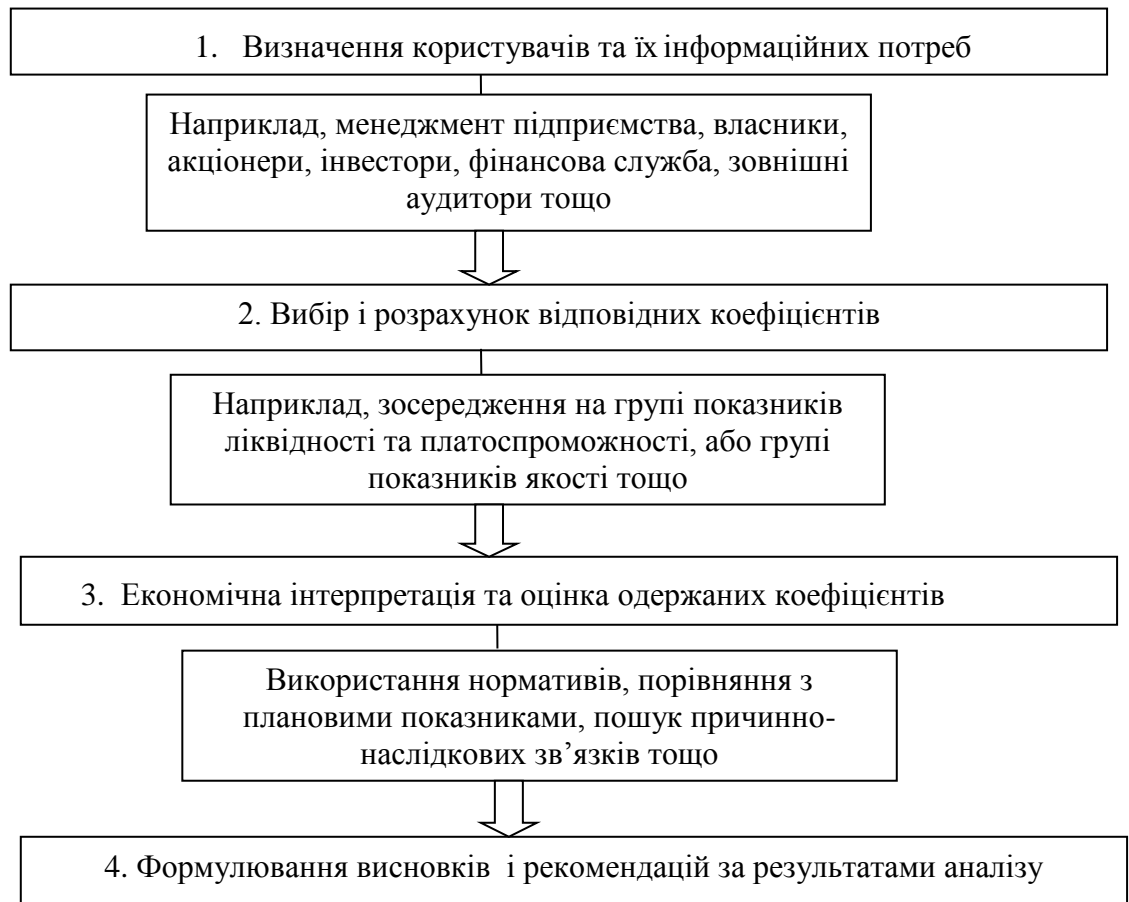 1. Визначення користувачів та їх інформаційних потреб
Наприклад, менеджмент підприємства, власники,
акціонери, інвестори, фінансова служба, зовнішні
аудитори тощо
2. Вибір і розрахунок відповідних коефіцієнтів
Наприклад, зосередження на групі показників
ліквідності та платоспроможності, або групі
показників якості тощо
3. Економічна інтерпретація та оцінка одержаних коефіцієнтів
Використання нормативів, порівняння з
плановими показниками, пошук причинно-
наслідкових зв’язків тощо
4. Формулювання висновків і рекомендацій за результатами аналізу